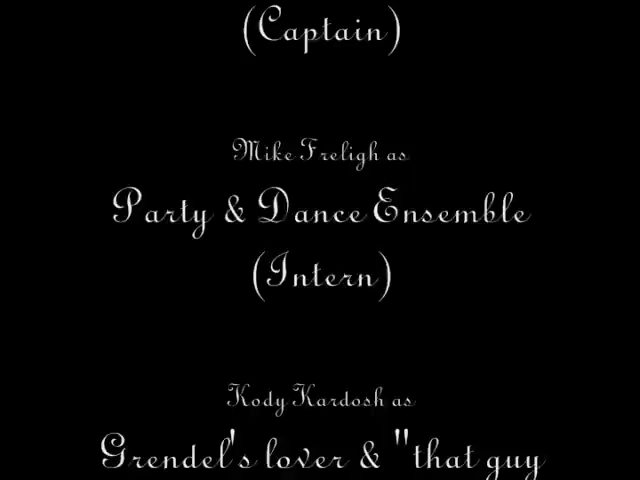 (Captain)
Mike Freligh as
Party & Dance Ensemble
(Intern)
Kody Kardosh as
Grendel's lover & "that guy